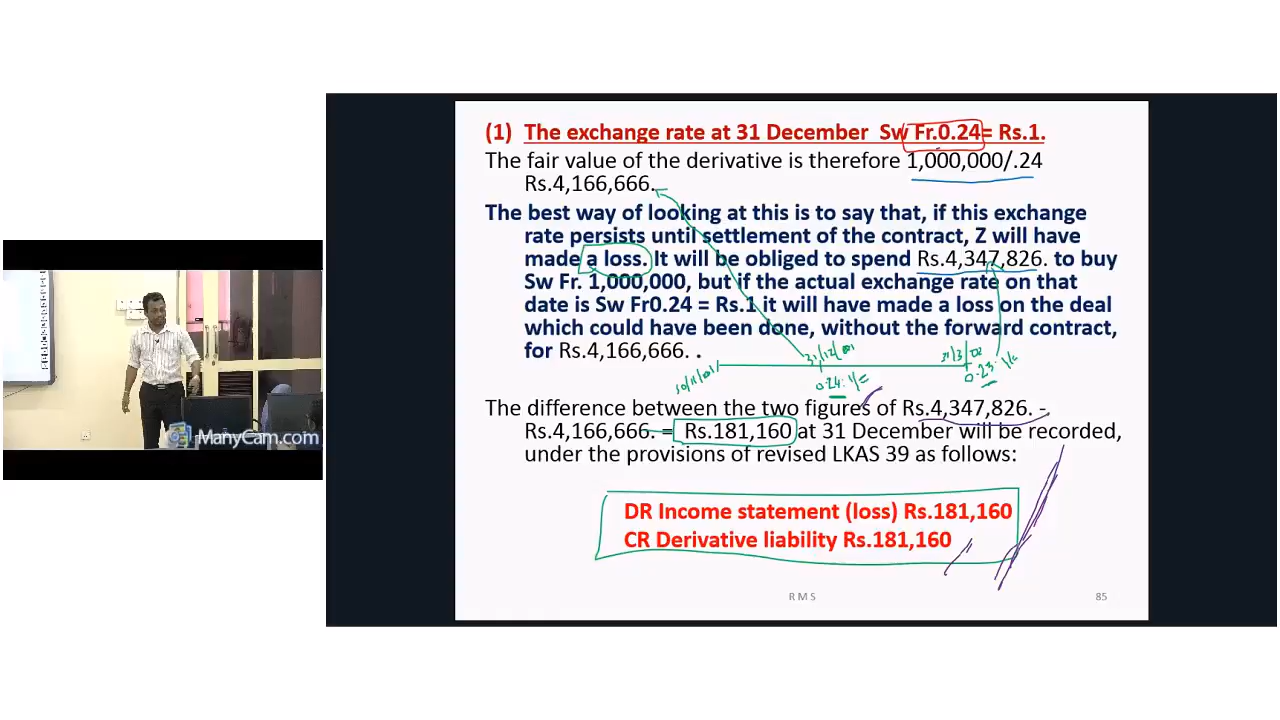 (1) The exchange rate at 31 December Sw Fr.0.24= Rs.1.
The fair value of the derivative is therefore 1,000,000/.24
Rs.4,166,666.
The best way of looking at this is to say that, if this exchange
rate persists until settlement of the contract, Z will have
made a loss. It will be obliged to spend Rs.4,347,826. to buy
Sw Fr. 1,000,000, but if the actual exchange rate on that
date is Sw Fr0.24 = Rs.1 it will have made a loss on the deal
which could have been done, without the forward contract,
for Rs.4,166,666. .
31/12/
0.24:
0.23:
The difference between the two figures of Rs.4,347,826. -
Rs.4,166,666. = Rs.181,160 at 31 December will be recorded,
under the provisions of revised LKAS 39 as follows:
DR Income statement (loss) Rs.181,160
CR Derivative liability Rs.181,160
R M S
85
ManyCam.com